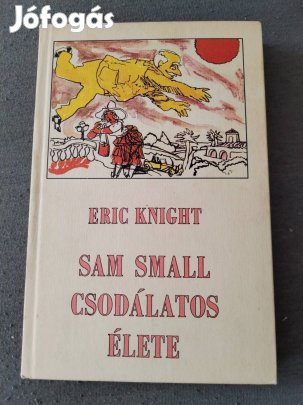 Jófogás
ERIC KNIGHT
SAM SMALL
CSODÁLATOS
ÉLETE